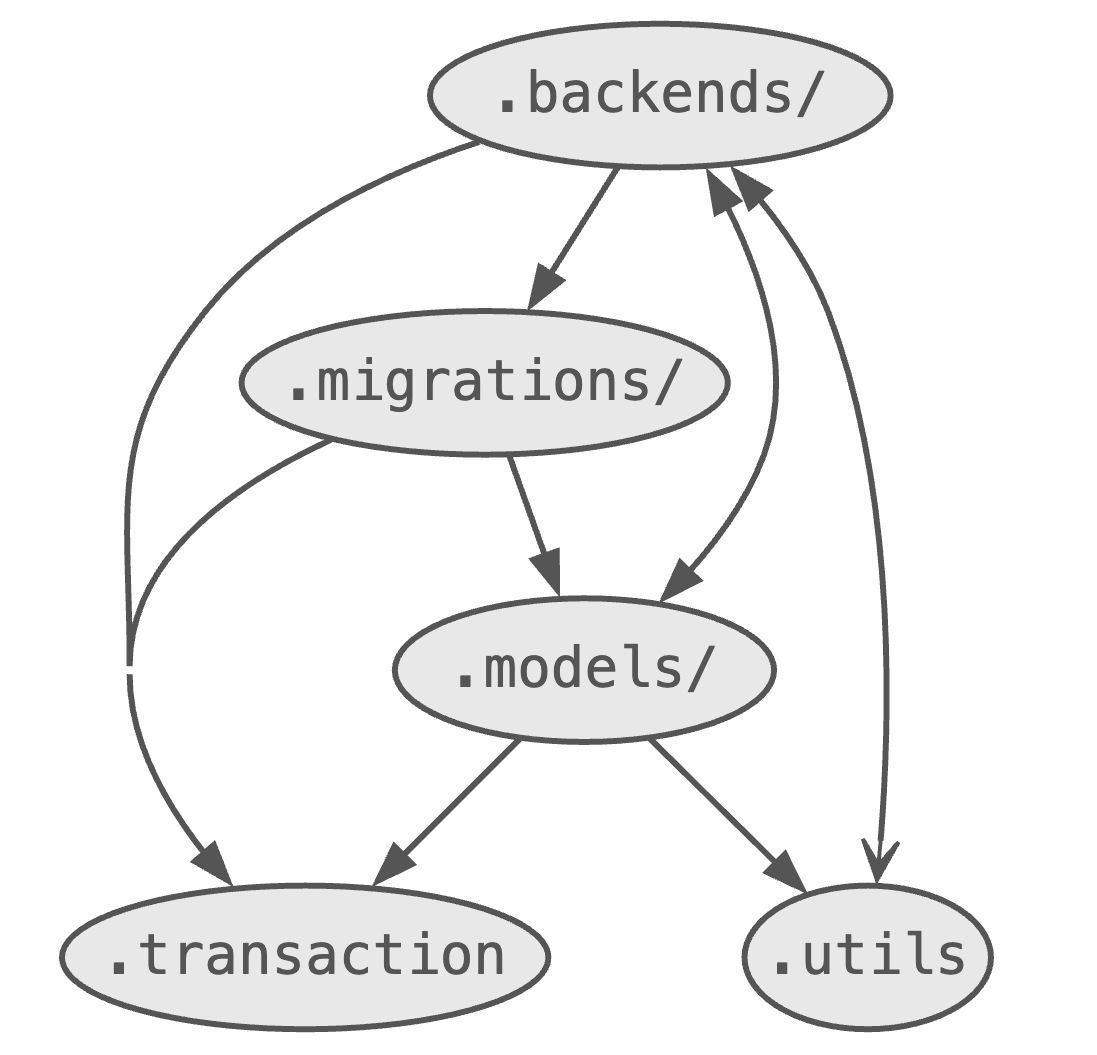 .backends/
.migrations/
.models/
.transaction
.utils